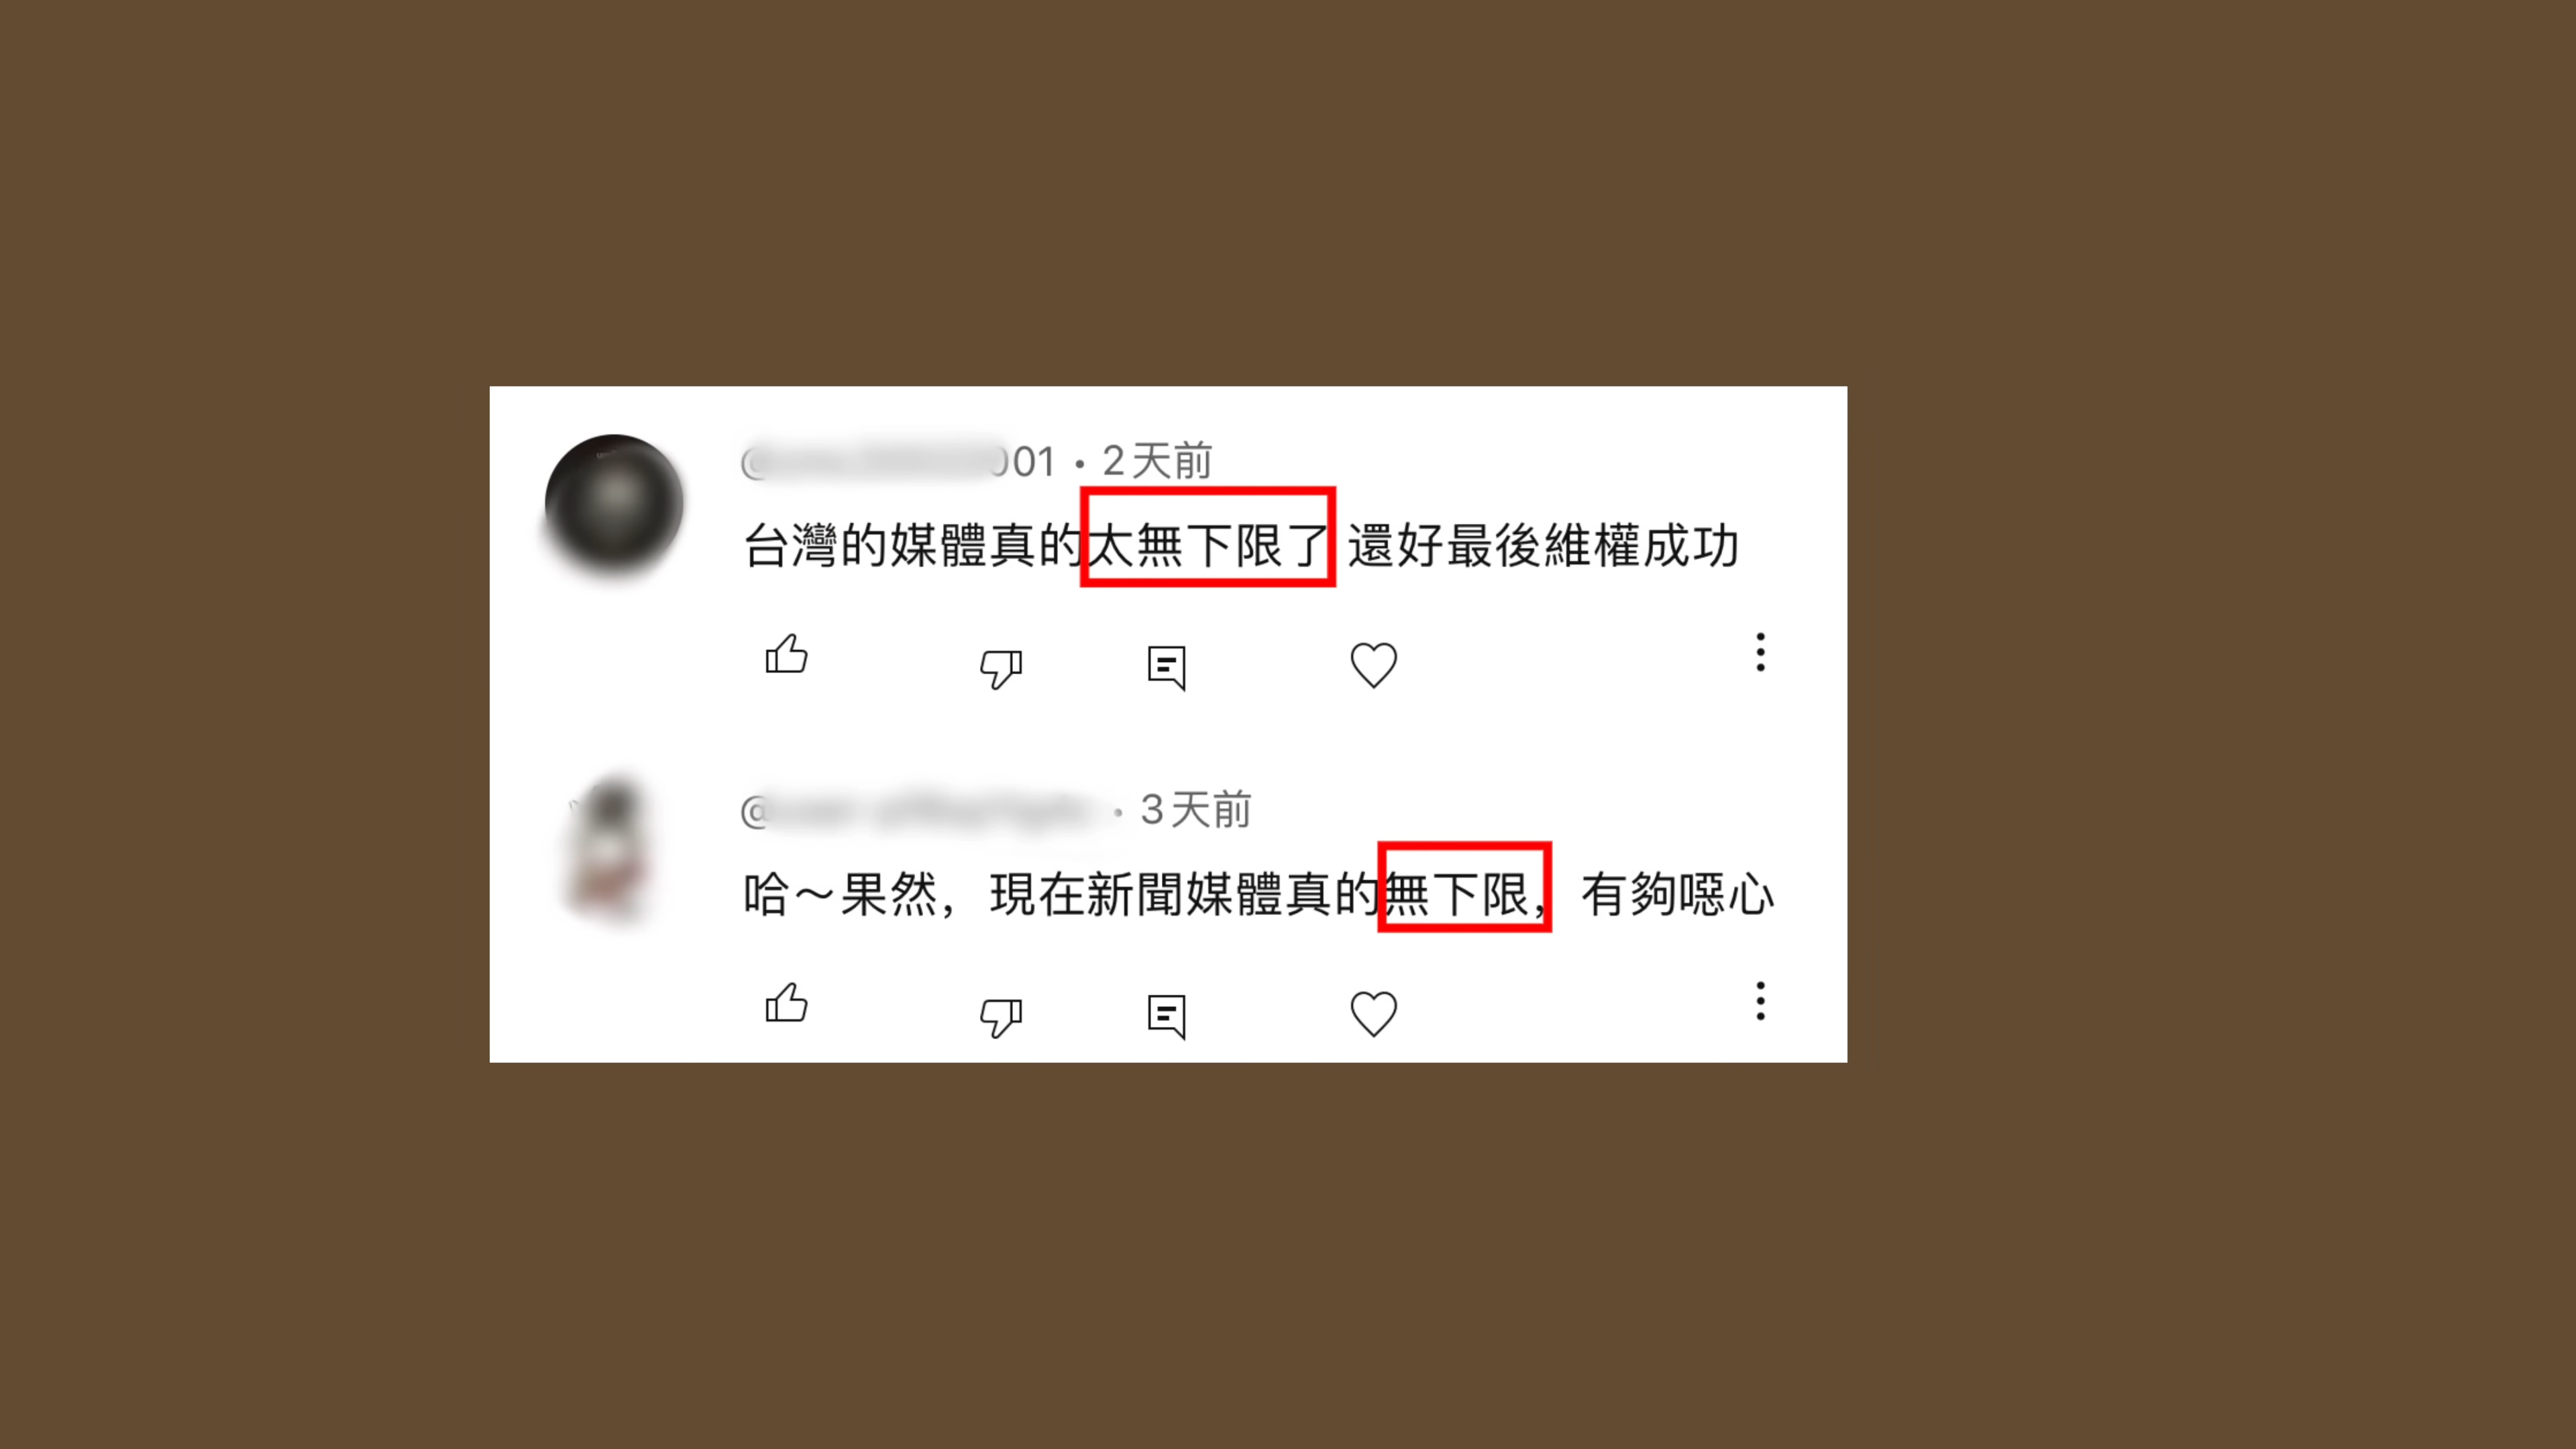 001 · 2天前
台灣的媒體真的太無下限了 還好最後維權成功
@ · 3天前
哈～果然，現在新聞媒體真的無下限，有夠噁心